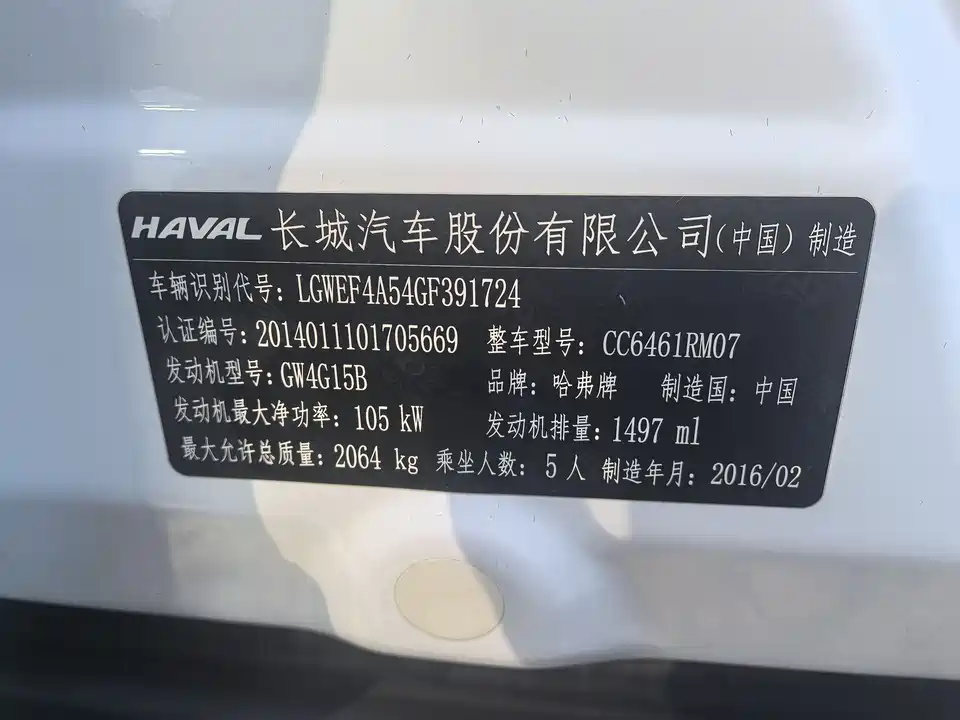 HAVAL 长城汽车股份有限公司(中国)制造
车辆识别代号: LGWEF4A54GF391724
认证编号: 2014011101705669 整车型号: CC6461RM07
发动机型号: GW4G15B 品牌: 哈弗牌 制造国: 中国
发动机最大净功率: 105 kW 发动机排量: 1497 ml
最大允许总质量: 2064 kg 乘坐人数: 5 人 制造年月: 2016/02